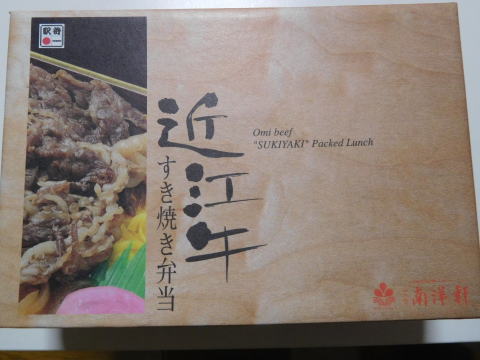 駅弁
近江牛
すき焼き弁当
Omi beef
"SUKIYAKI" Packed Lunch
南洋軒